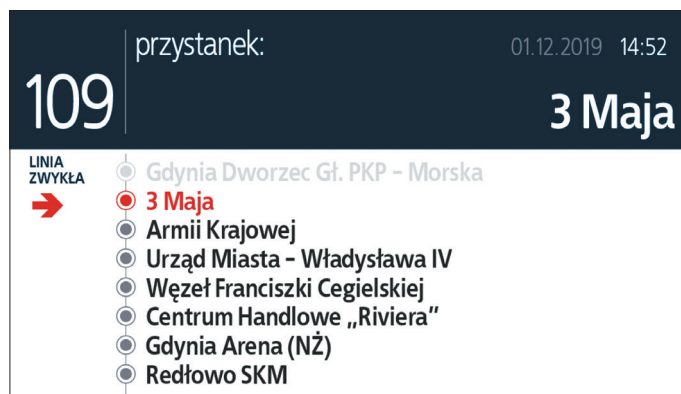 109
przystanek:
01.12.2019 14:52
3 Maja
LINIA
ZWYKŁA
Gdynia Dworzec Gł. PKP – Morska
3 Maja
Armii Krajowej
Urząd Miasta – Władysława IV
Węzeł Franciszki Cegielskiej
Centrum Handlowe „Riviera”
Gdynia Arena (NŻ)
Redłowo SKM